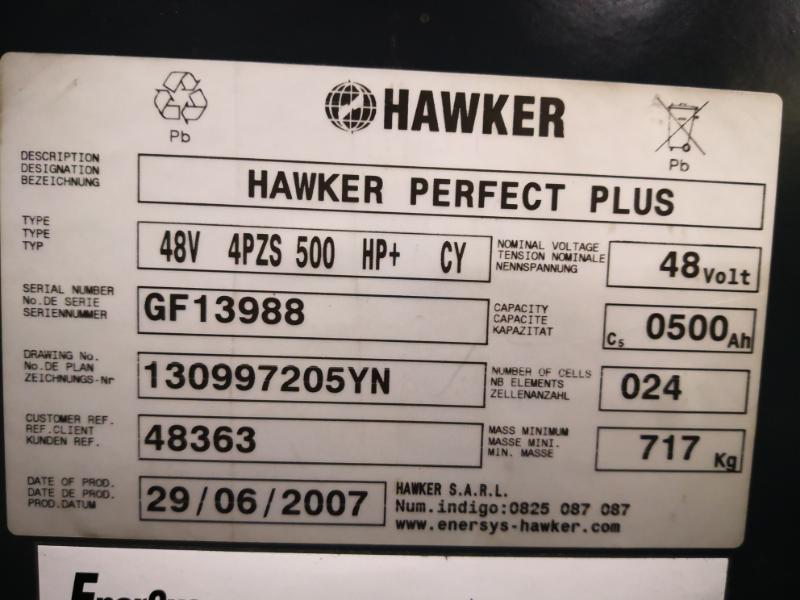 Pb
HAWKER
Pb
DESCRIPTION
DESIGNATION
BEZEICHNUNG
HAWKER PERFECT PLUS
TYPE
TYPE
TYP
48V 4PZS 500 HP+ CY
NOMINAL VOLTAGE
TENSION NOMINALE
NENNSPANNUNG
48Volt
SERIAL NUMBER
No.DE SERIE
SERIENNUMMER
GF13988
CAPACITY
CAPACITE
KAPAZITAT
C5 0500Ah
DRAWING No.
No.DE PLAN
ZEICHNUNGS-Nr
130997205YN
NUMBER OF CELLS
NB ELEMENTS
ZELLENANZAHL
024
CUSTOMER REF.
REF.CLIENT
KUNDEN REF.
48363
MASS MINIMUM
MASSE MINI.
MIN. MASSE
717 Kg
DATE OF PROD.
DATE DE PROD.
PROD.DATUM
29/06/2007
HAWKER S.A.R.L.
Num.indigo:0825 087 087
www.enersys-hawker.com